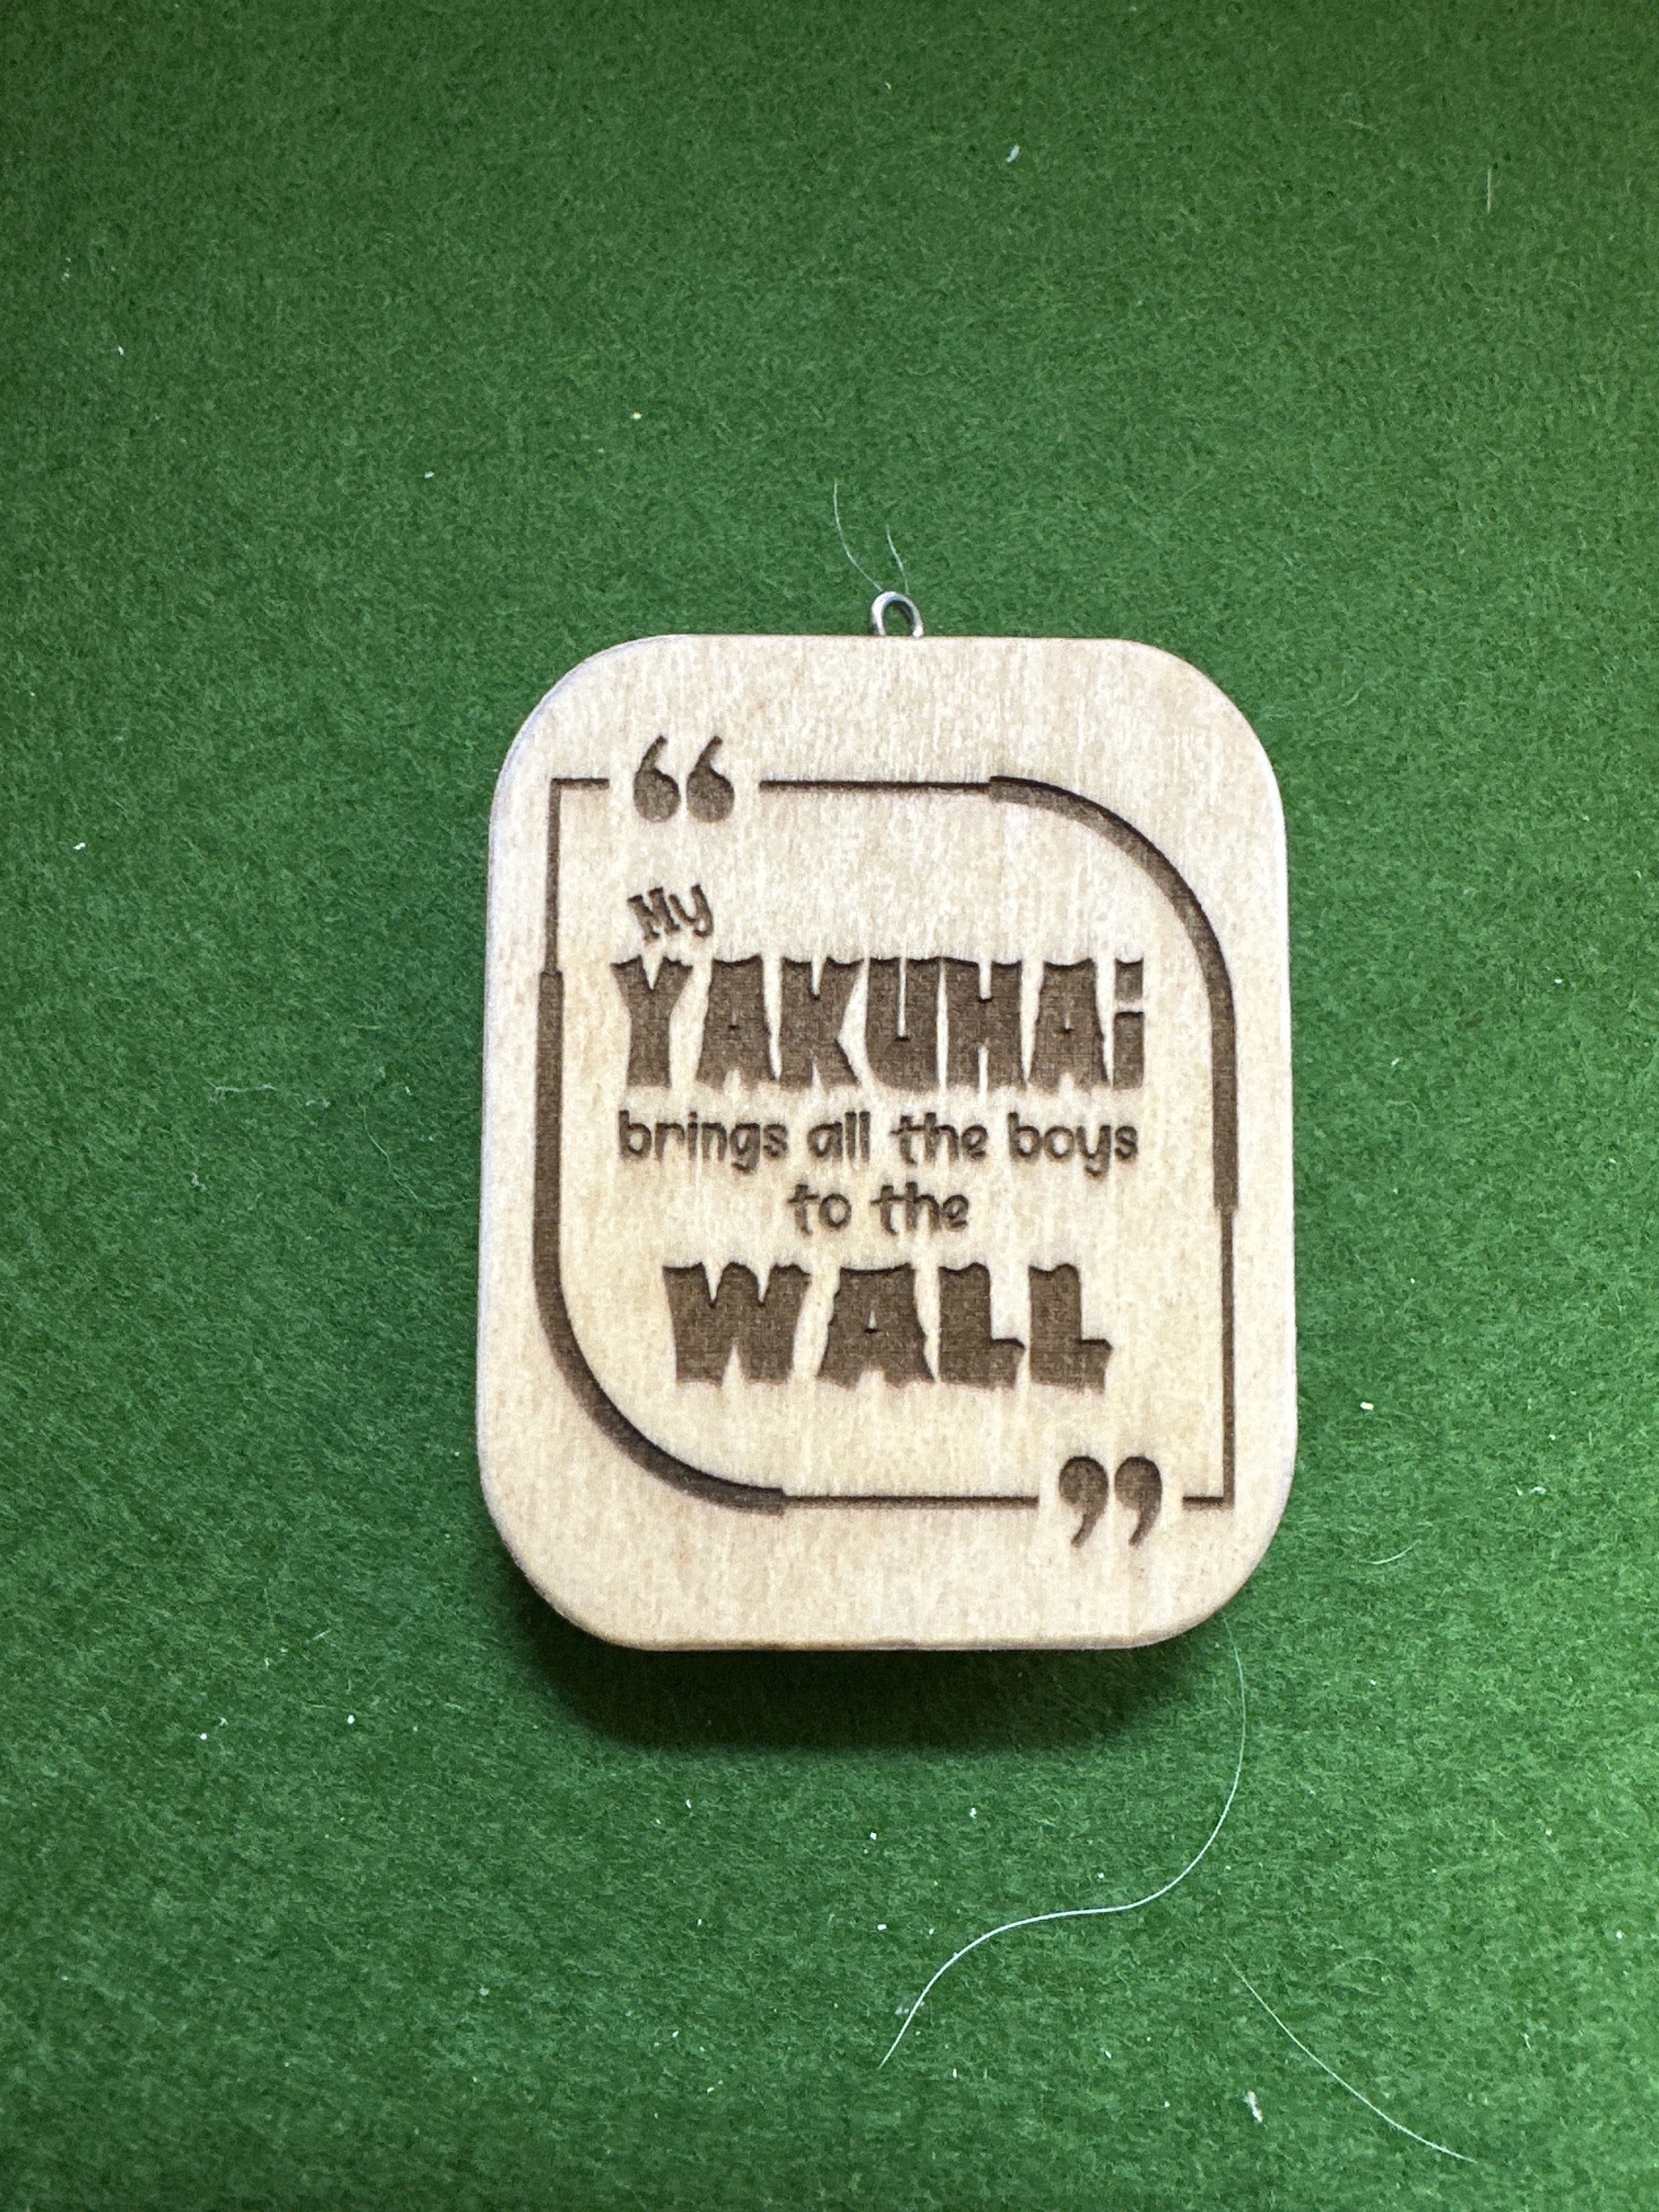 “
My
YAKUHAi
brings all the boys
to the
WALL
”